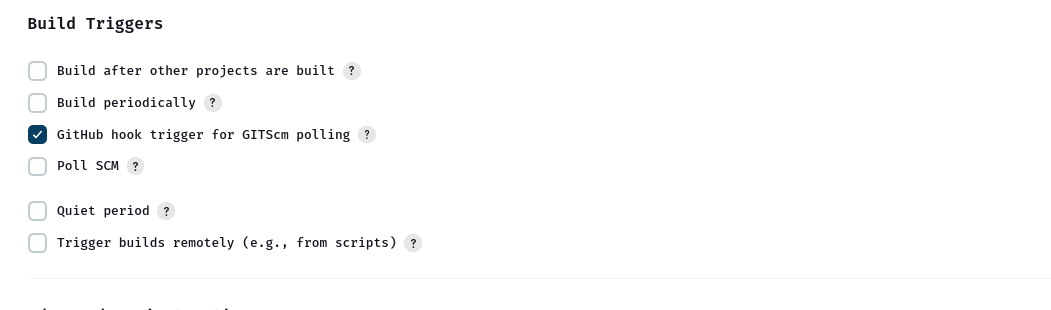 Build Triggers
Build after other projects are built ?
Build periodically ?
GitHub hook trigger for GITScm polling ?
Poll SCM ?
Quiet period ?
Trigger builds remotely (e.g., from scripts) ?